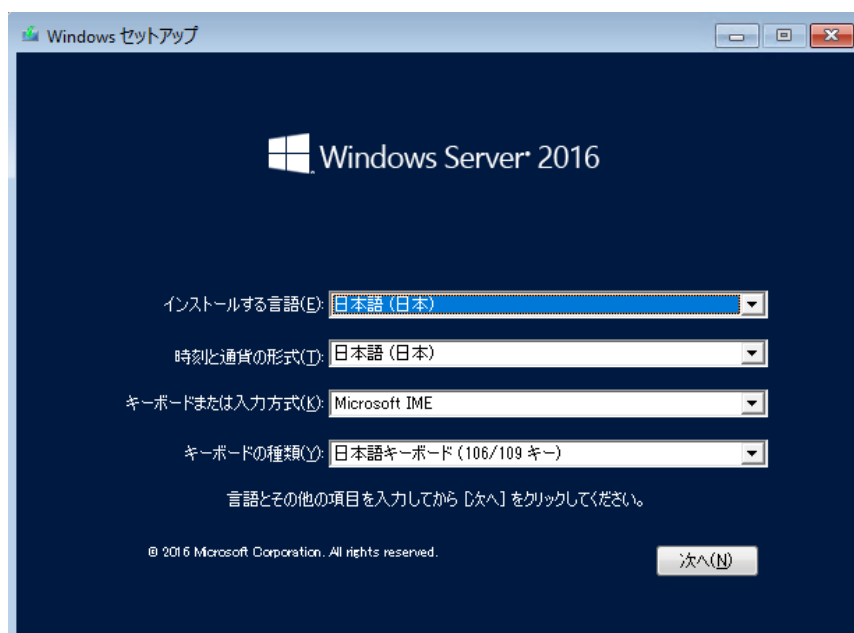 Windows セットアップ
Windows Server® 2016
インストールする言語(E): 日本語 (日本)
時刻と通貨の形式(T): 日本語 (日本)
キーボードまたは入力方式(K): Microsoft IME
キーボードの種類(Y): 日本語キーボード (106/109 キー)
言語とその他の項目を入力してから [次へ] をクリックしてください。
© 2016 Microsoft Corporation. All rights reserved.
次へ(N)